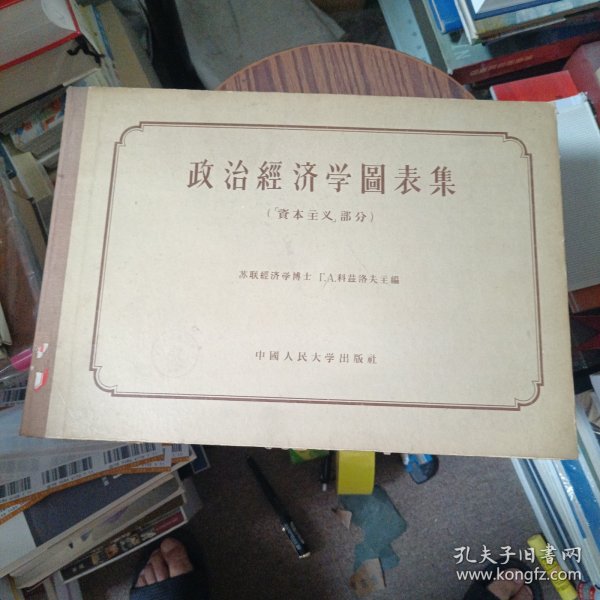 政治經济学圖表集
(「資本主义」部分)
苏联經济学博士 Г.А.科茲洛夫主編
中國人民大学出版社
孔夫子旧书网
www.kongfz.com